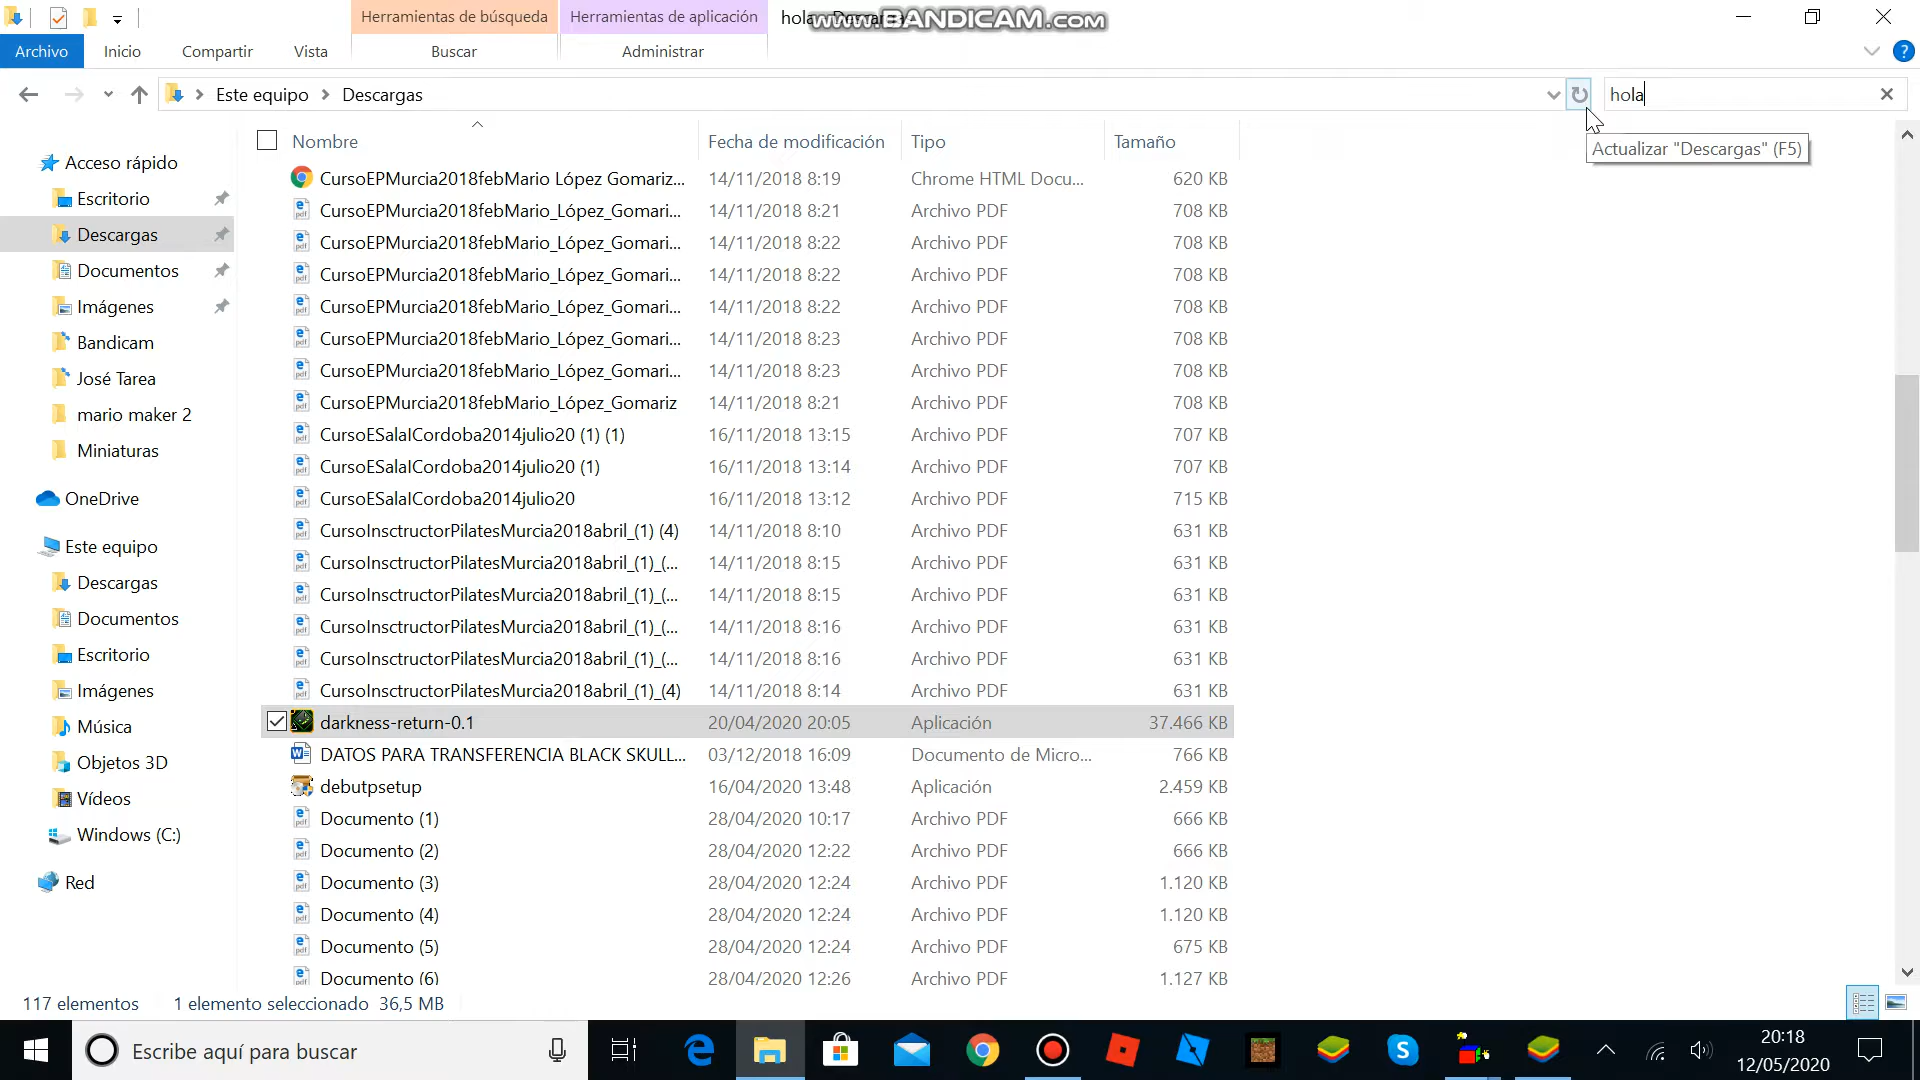 Herramientas de búsqueda
Herramientas de aplicación
hola
www.BANDICAM.com
Archivo
Inicio
Compartir
Vista
Buscar
Administrar
Este equipo
Descargas
hola
Actualizar "Descargas" (F5)
Nombre
Fecha de modificación
Tipo
Tamaño
Acceso rápido
Escritorio
Descargas
Documentos
Imágenes
Bandicam
José Tarea
mario maker 2
Miniaturas
OneDrive
Este equipo
Descargas
Documentos
Escritorio
Imágenes
Música
Objetos 3D
Vídeos
Windows (C:)
Red
CursoEPMurcia2018febMario López Gomariz... 14/11/2018 8:19 Chrome HTML Docu... 620 KB
CursoEPMurcia2018febMario_López_Gomari... 14/11/2018 8:21 Archivo PDF 708 KB
CursoEPMurcia2018febMario_López_Gomari... 14/11/2018 8:22 Archivo PDF 708 KB
CursoEPMurcia2018febMario_López_Gomari... 14/11/2018 8:22 Archivo PDF 708 KB
CursoEPMurcia2018febMario_López_Gomari... 14/11/2018 8:22 Archivo PDF 708 KB
CursoEPMurcia2018febMario_López_Gomari... 14/11/2018 8:23 Archivo PDF 708 KB
CursoEPMurcia2018febMario_López_Gomari... 14/11/2018 8:23 Archivo PDF 708 KB
CursoEPMurcia2018febMario_López_Gomariz 14/11/2018 8:21 Archivo PDF 708 KB
CursoESalaICordoba2014julio20 (1) (1) 16/11/2018 13:15 Archivo PDF 707 KB
CursoESalaICordoba2014julio20 (1) 16/11/2018 13:14 Archivo PDF 707 KB
CursoESalaICordoba2014julio20 16/11/2018 13:12 Archivo PDF 715 KB
CursoInsctructorPilatesMurcia2018abril_(1) (4) 14/11/2018 8:10 Archivo PDF 631 KB
CursoInsctructorPilatesMurcia2018abril_(1)_(... 14/11/2018 8:15 Archivo PDF 631 KB
CursoInsctructorPilatesMurcia2018abril_(1)_(... 14/11/2018 8:15 Archivo PDF 631 KB
CursoInsctructorPilatesMurcia2018abril_(1)_(... 14/11/2018 8:16 Archivo PDF 631 KB
CursoInsctructorPilatesMurcia2018abril_(1)_(... 14/11/2018 8:16 Archivo PDF 631 KB
CursoInsctructorPilatesMurcia2018abril_(1)_(4) 14/11/2018 8:14 Archivo PDF 631 KB
darkness-return-0.1 20/04/2020 20:05 Aplicación 37.466 KB
DATOS PARA TRANSFERENCIA BLACK SKULL... 03/12/2018 16:09 Documento de Micro... 766 KB
debutpsetup 16/04/2020 13:48 Aplicación 2.459 KB
Documento (1) 28/04/2020 10:17 Archivo PDF 666 KB
Documento (2) 28/04/2020 12:22 Archivo PDF 666 KB
Documento (3) 28/04/2020 12:24 Archivo PDF 1.120 KB
Documento (4) 28/04/2020 12:24 Archivo PDF 1.120 KB
Documento (5) 28/04/2020 12:24 Archivo PDF 675 KB
Documento (6) 28/04/2020 12:26 Archivo PDF 1.127 KB
117 elementos
1 elemento seleccionado 36,5 MB
Escribe aquí para buscar
20:18
12/05/2020